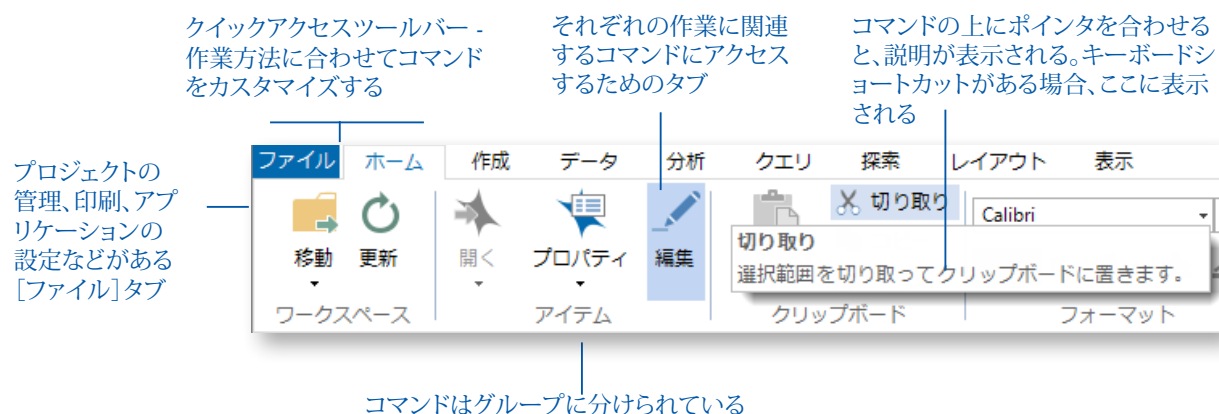 クイックアクセスツールバー -
作業方法に合わせてコマンド
をカスタマイズする
それぞれの作業に関連
するコマンドにアクセス
するためのタブ
コマンドの上にポインタを合わせる
と、説明が表示される。キーボードシ
ョートカットがある場合、ここに表示
される
プロジェクトの
管理、印刷、アプ
リケーションの
設定などがある
［ファイル］タブ
ファイル ホーム 作成 データ 分析 クエリ 探索 レイアウト 表示
切り取り
Calibri
移動 更新 開く プロパティ 編集
切り取り
選択範囲を切り取ってクリップボードに置きます。
ワークスペース アイテム クリップボード フォーマット
コマンドはグループに分けられている